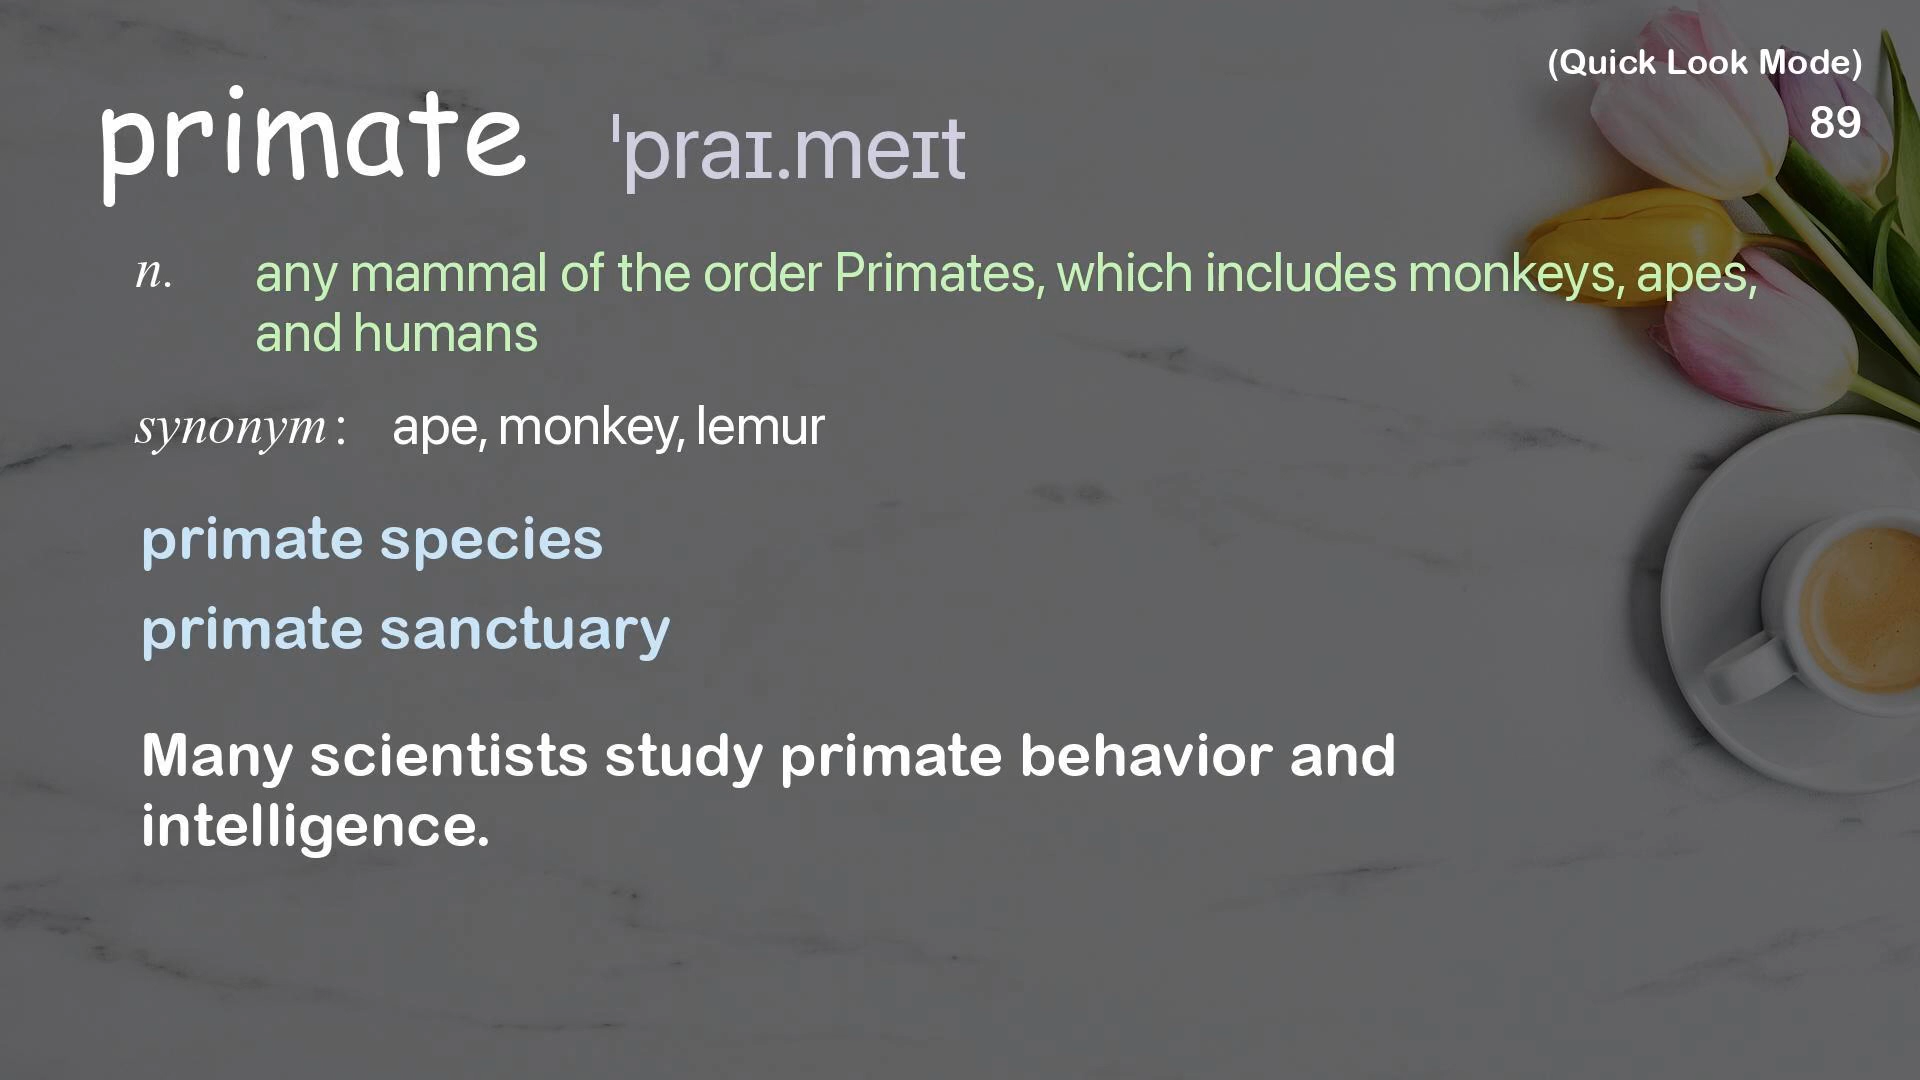 (Quick Look Mode)
89
primate ˈpraɪ.meɪt
n. any mammal of the order Primates, which includes monkeys, apes,
and humans
synonym: ape, monkey, lemur
primate species
primate sanctuary
Many scientists study primate behavior and
intelligence.